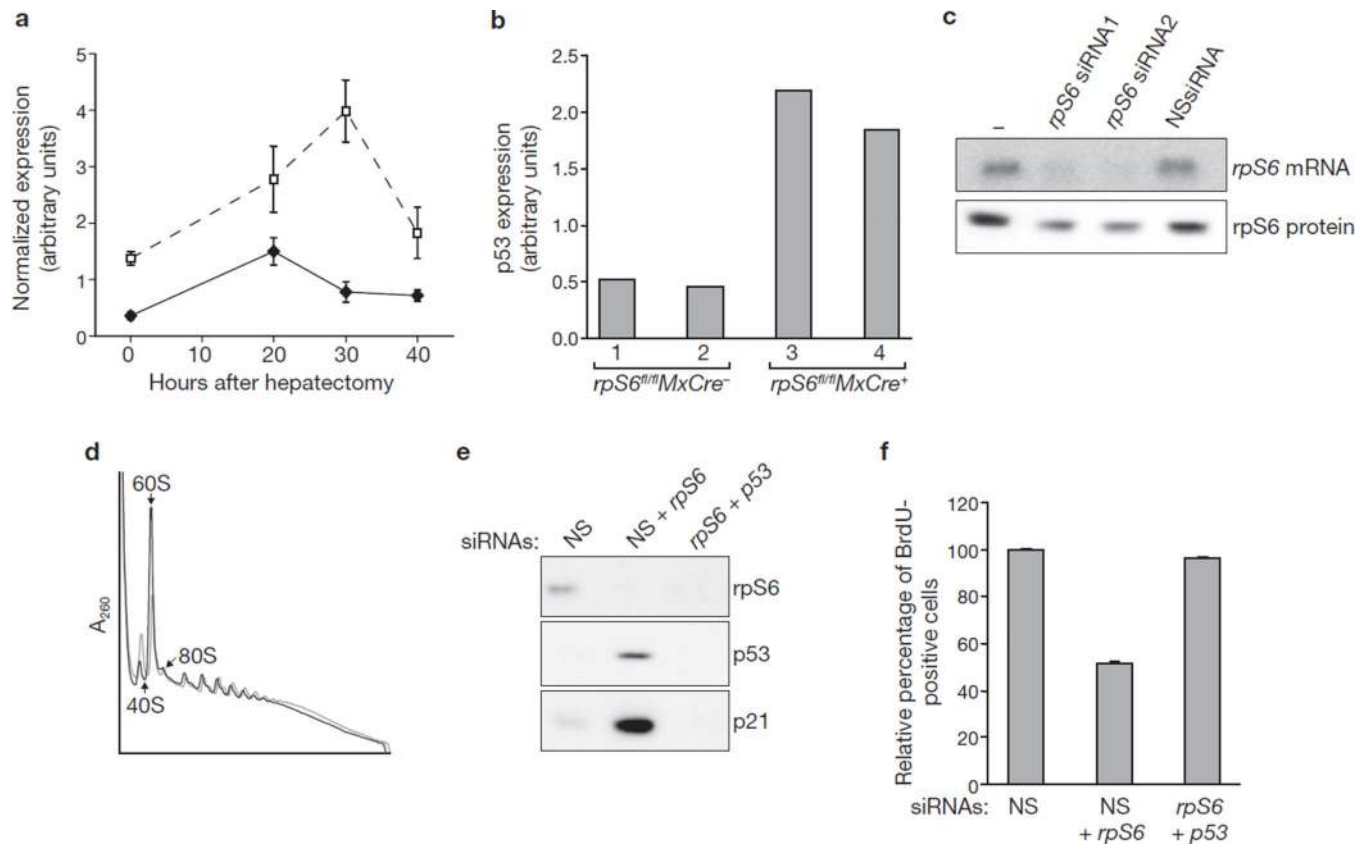 a
Normalized expression
(arbitrary units)
5
4
3
2
1
0
0 10 20 30 40
Hours after hepatectomy
b
p53 expression
(arbitrary units)
2.5
2.0
1.5
1.0
0.5
0.0
1 2 3 4
rpS6fl/flMxCre– rpS6fl/flMxCre+
c
– rpS6 siRNA1 rpS6 siRNA2 NSsiRNA
rpS6 mRNA
rpS6 protein
d
60S
A260
80S
40S
e
siRNAs: NS NS + rpS6 rpS6 + p53
rpS6
p53
p21
f
Relative percentage of BrdU-
positive cells
120
100
80
60
40
20
0
siRNAs: NS NS rpS6
+ rpS6 + p53